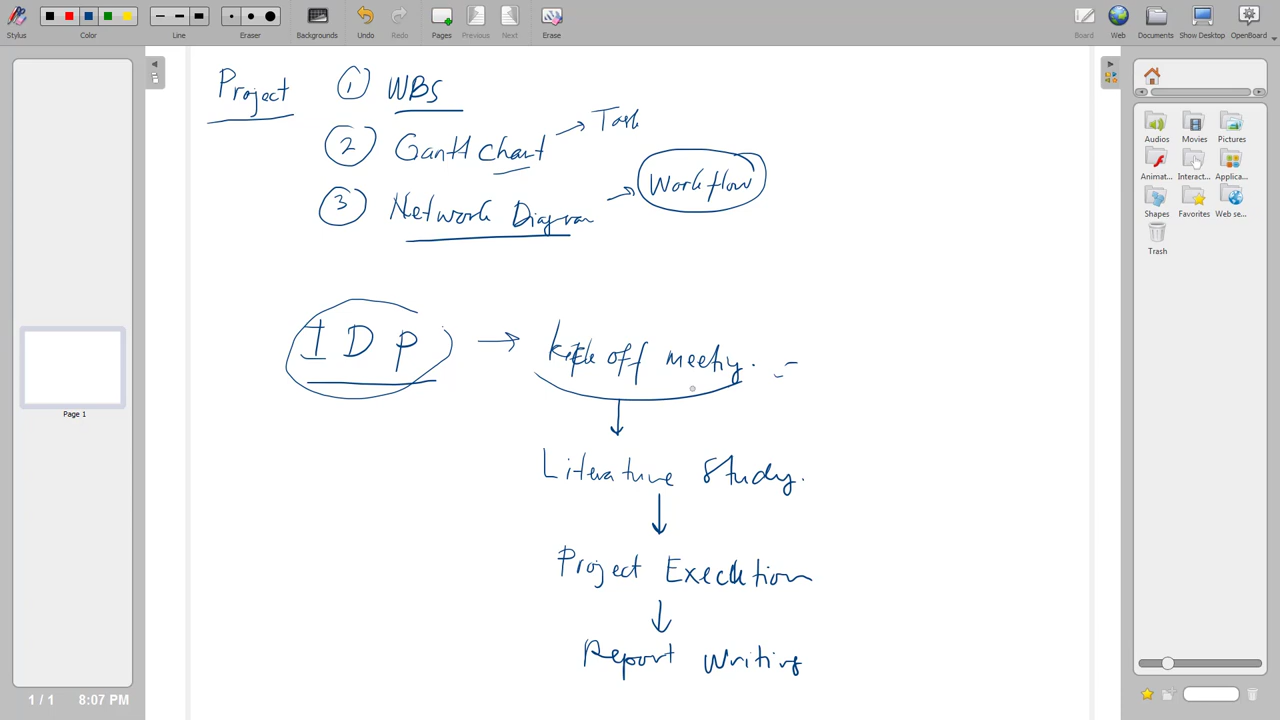 Stylus
Color
Line
Eraser
Backgrounds
Undo
Redo
Pages
Previous
Next
Erase
Board
Web
Documents
Show Desktop
OpenBoard
Project
① WBS
② Gantt Chart → Task
③ Network Diagram → Workflow
IDP → kick off meeting.
Literature Study.
Project Execution
Report Writing
Audios
Movies
Pictures
Animat...
Interact...
Applica...
Shapes
Favorites
Web se...
Trash
Page 1
1 / 1
8:07 PM